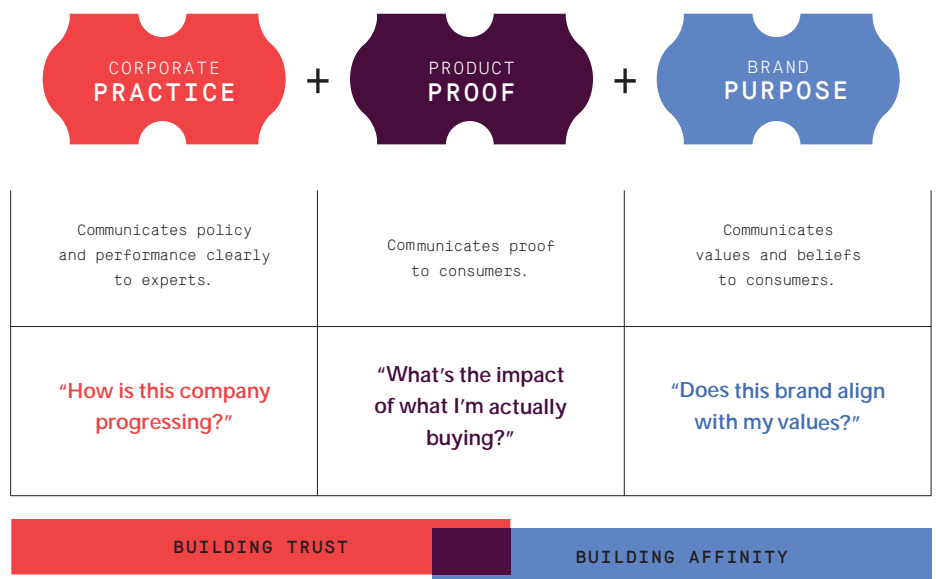 CORPORATE
PRACTICE
+
PRODUCT
PROOF
+
BRAND
PURPOSE
Communicates policy
and performance clearly
to experts.
Communicates proof
to consumers.
Communicates
values and beliefs
to consumers.
“How is this company
progressing?”
“What’s the impact
of what I’m actually
buying?”
“Does this brand align
with my values?”
BUILDING TRUST
BUILDING AFFINITY